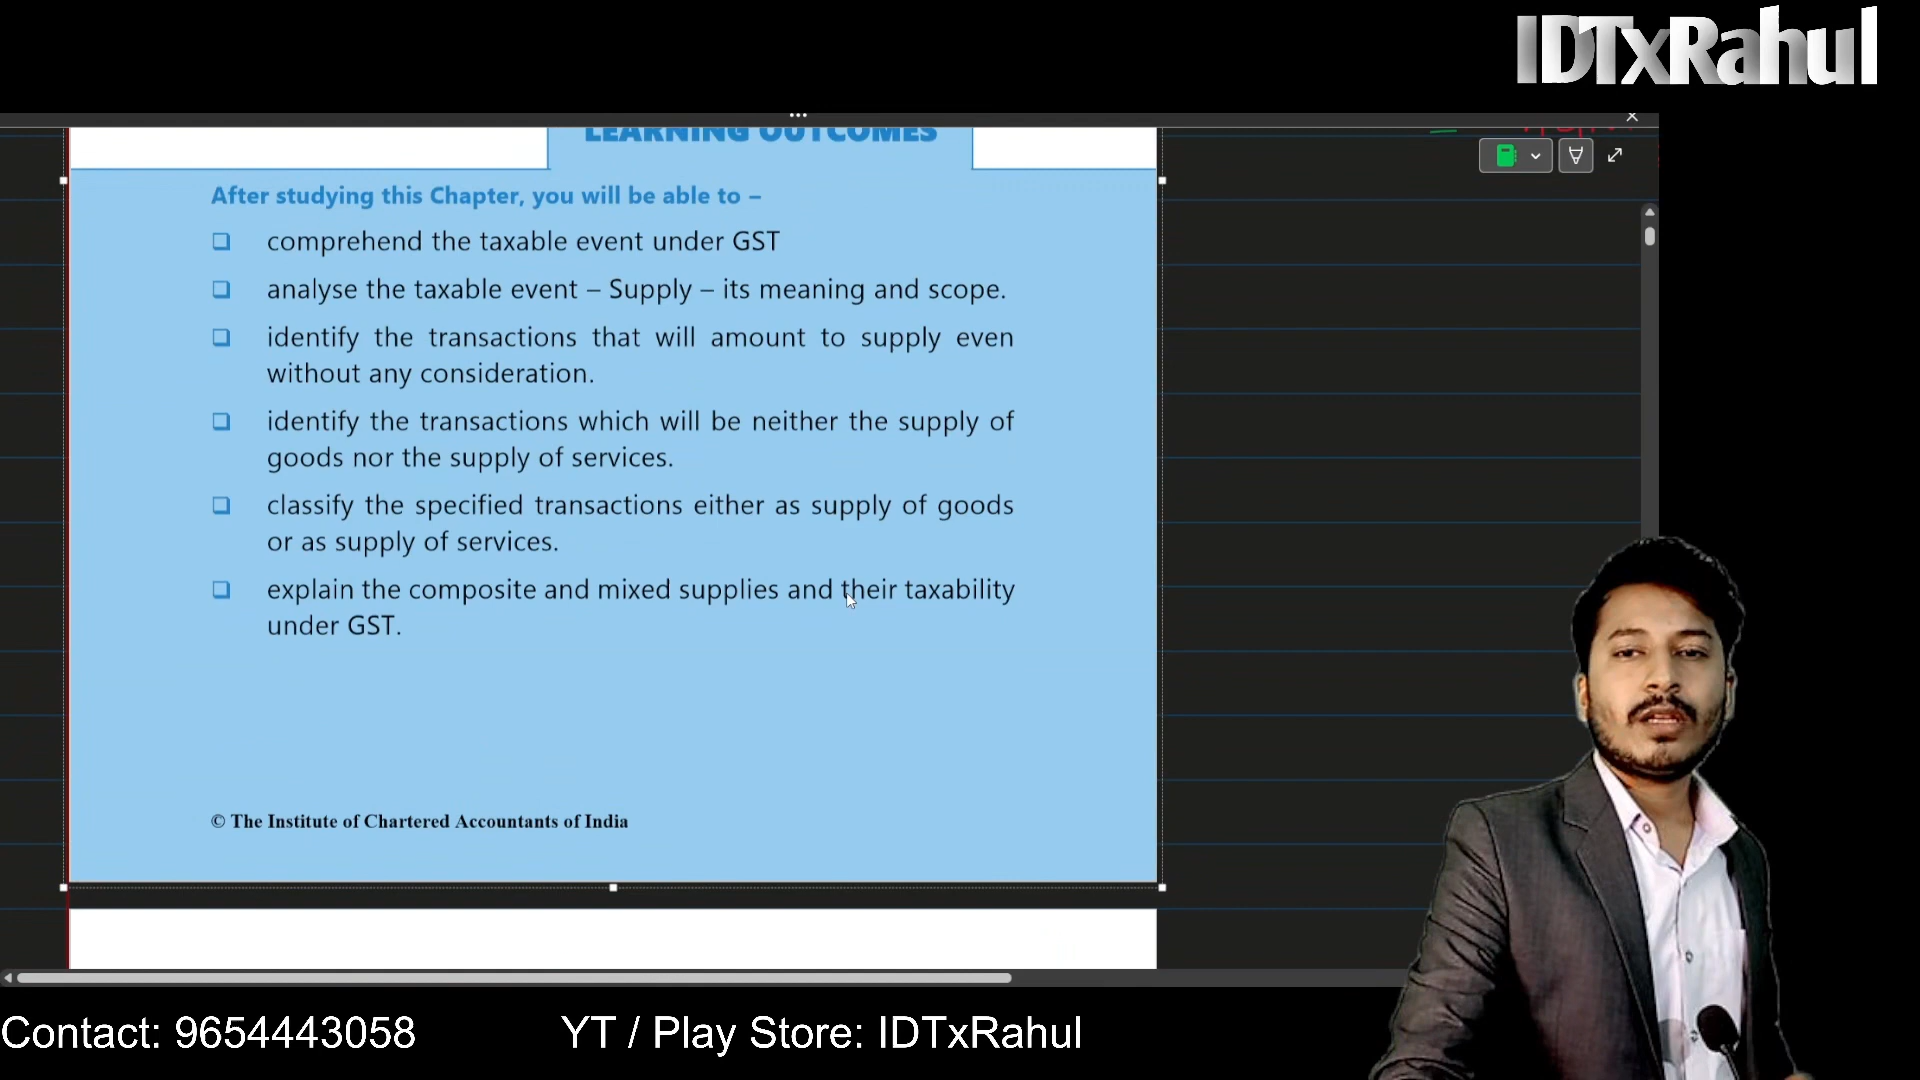 IDTxRahul
LEARNING OUTCOMES
After studying this Chapter, you will be able to –
comprehend the taxable event under GST
analyse the taxable event – Supply – its meaning and scope.
identify the transactions that will amount to supply even
without any consideration.
identify the transactions which will be neither the supply of
goods nor the supply of services.
classify the specified transactions either as supply of goods
or as supply of services.
explain the composite and mixed supplies and their taxability
under GST.
© The Institute of Chartered Accountants of India
Contact: 9654443058 YT / Play Store: IDTxRahul